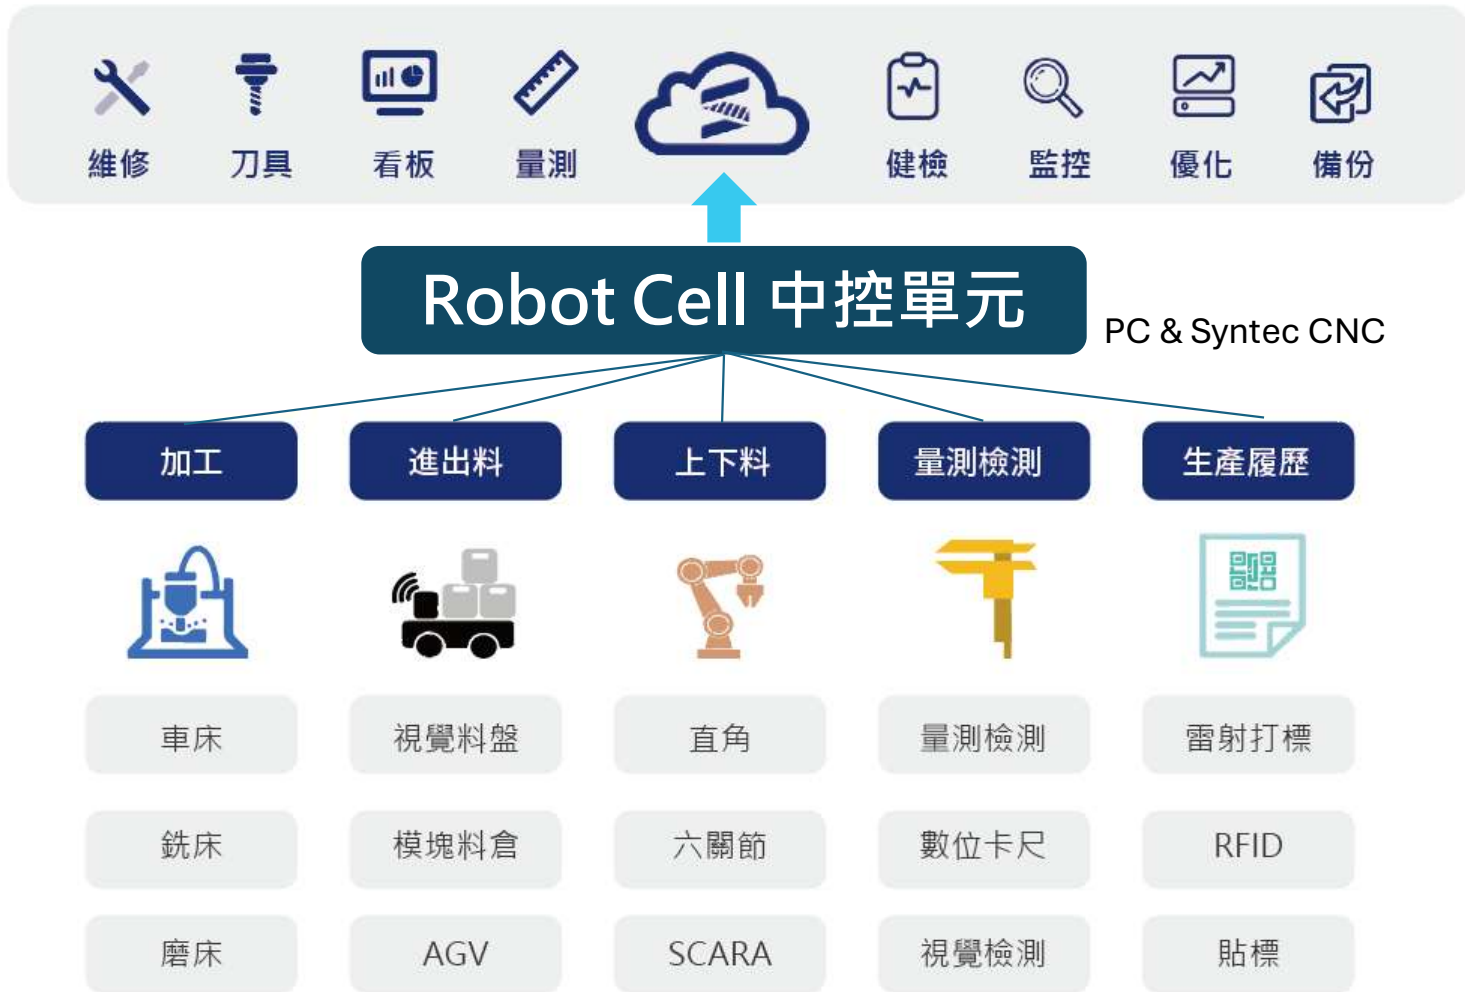 維修 刀具 看板 量測 健檢 監控 優化 備份
Robot Cell 中控單元
PC & Syntec CNC
加工 進出料 上下料 量測檢測 生產履歷
車床 視覺料盤 直角 量測檢測 雷射打標
銑床 模塊料倉 六關節 數位卡尺 RFID
磨床 AGV SCARA 視覺檢測 貼標